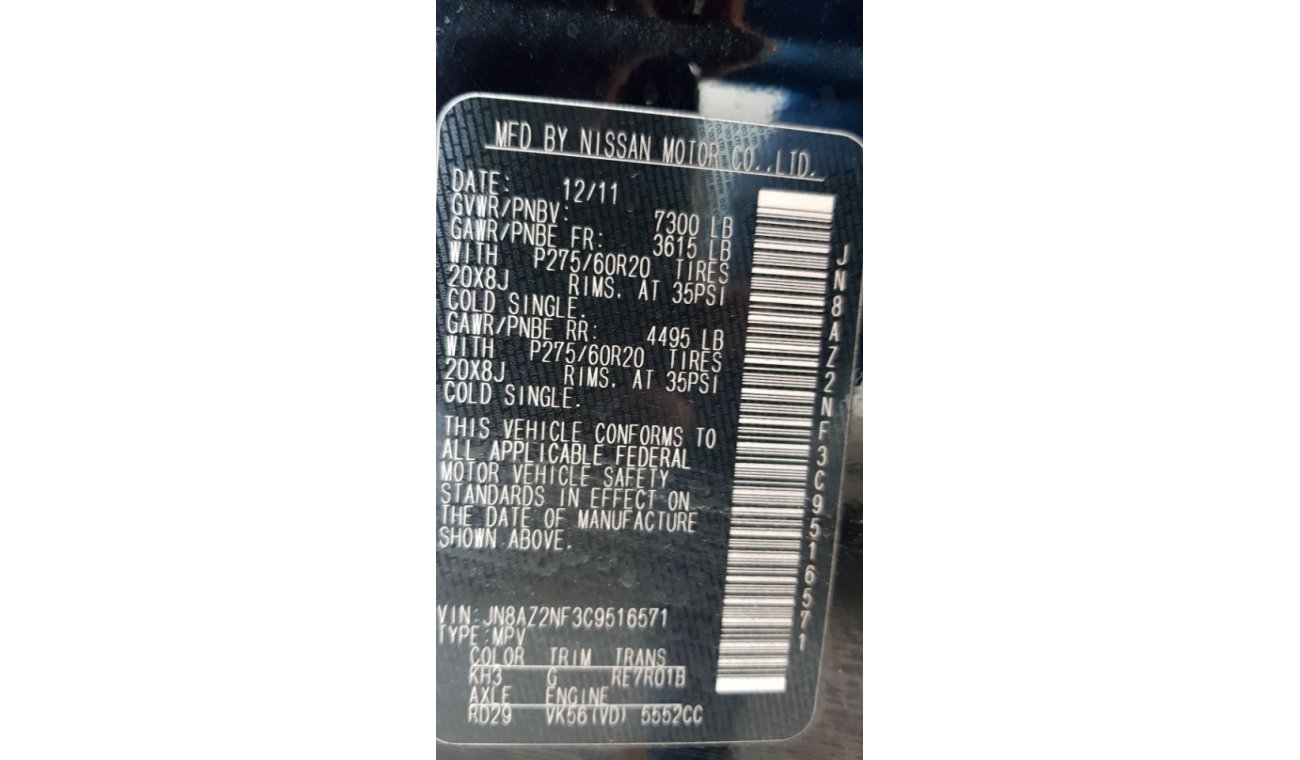 MFD BY NISSAN MOTOR CO.,LTD.
DATE: 12/11
GVWR/PNBV: 7300 LB
GAWR/PNBE FR: 3615 LB
WITH P275/60R20 TIRES
20X8J RIMS. AT 35PSI
COLD SINGLE.
GAWR/PNBE RR: 4495 LB
WITH P275/60R20 TIRES
20X8J RIMS. AT 35PSI
COLD SINGLE.
THIS VEHICLE CONFORMS TO
ALL APPLICABLE FEDERAL
MOTOR VEHICLE SAFETY
STANDARDS IN EFFECT ON
THE DATE OF MANUFACTURE
SHOWN ABOVE.
VIN:JN8AZ2NF3C9516571
TYPE:MPV
COLOR TRIM TRANS
KH3 G RE7R01B
AXLE ENGINE
RD29 VK56(VD) 5552CC
JN8AZ2NF3C9516571